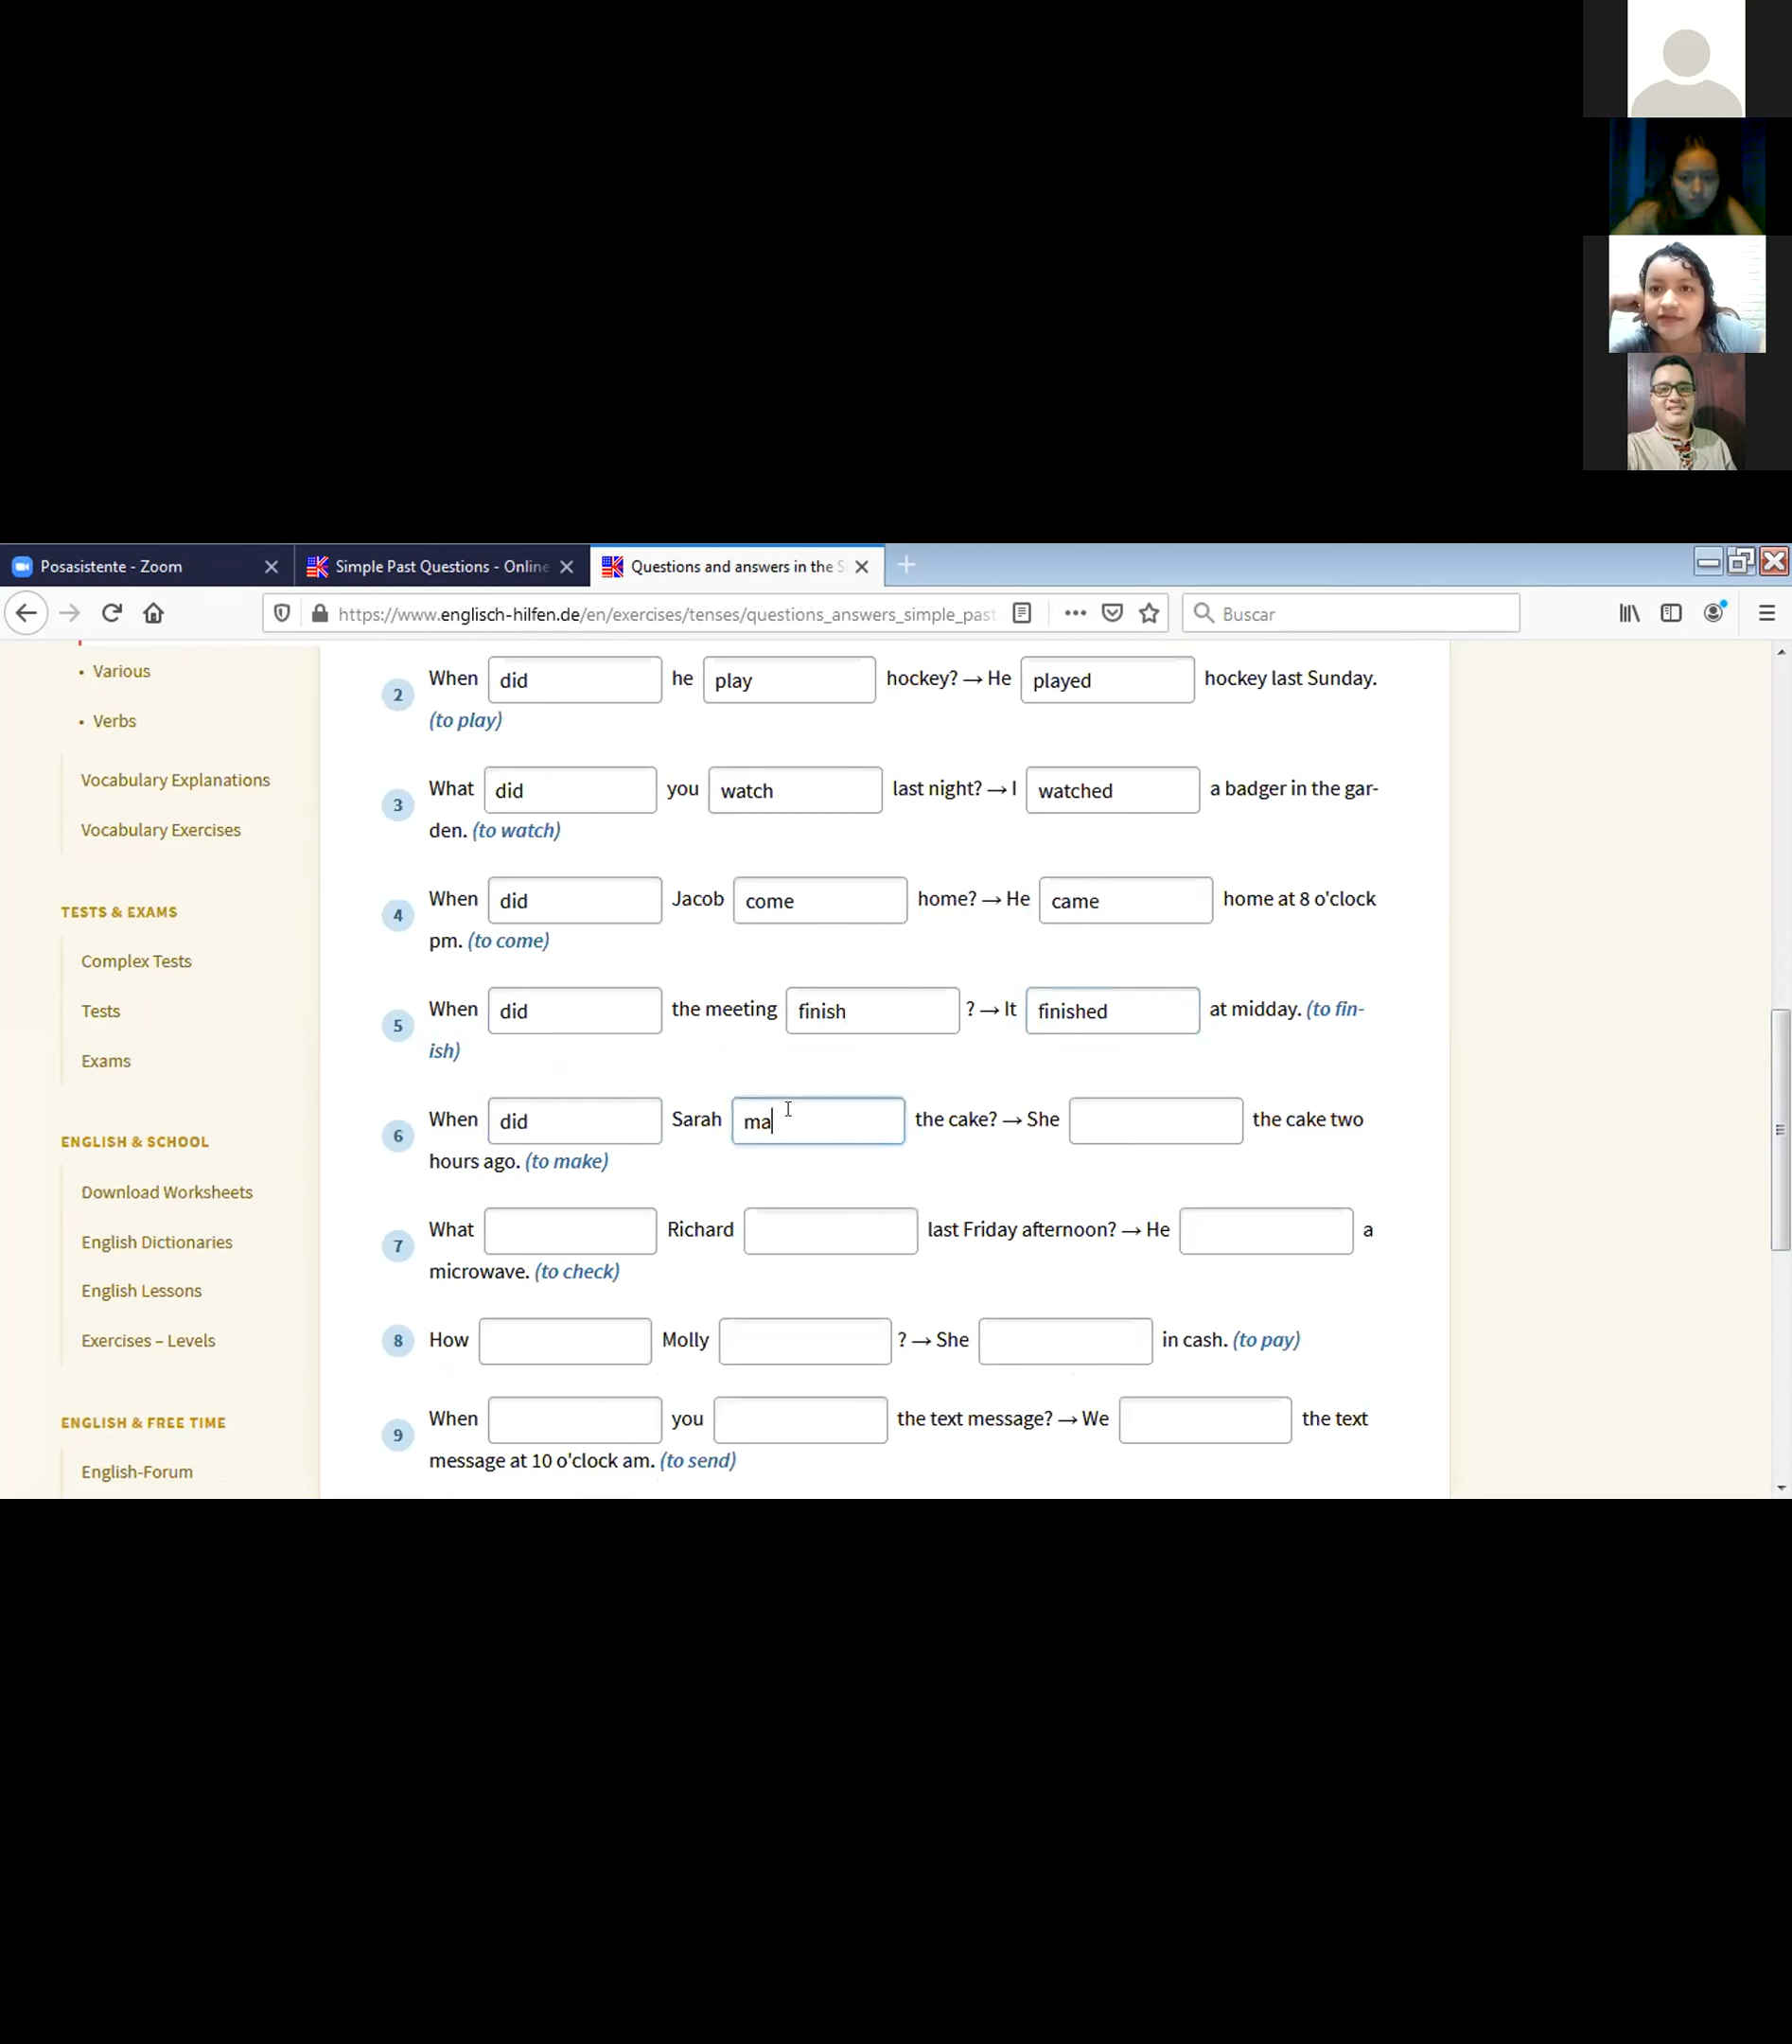 Posasistente - Zoom
Simple Past Questions - Online
Questions and answers in the S
https://www.englisch-hilfen.de/en/exercises/tenses/questions_answers_simple_past
Buscar
• Various
• Verbs
Vocabulary Explanations
Vocabulary Exercises
TESTS & EXAMS
Complex Tests
Tests
Exams
ENGLISH & SCHOOL
Download Worksheets
English Dictionaries
English Lessons
Exercises – Levels
ENGLISH & FREE TIME
English-Forum
2 When did he play hockey? → He played hockey last Sunday.
(to play)
3 What did you watch last night? → I watched a badger in the gar-
den. (to watch)
4 When did Jacob come home? → He came home at 8 o'clock
pm. (to come)
5 When did the meeting finish ? → It finished at midday. (to fin-
ish)
6 When did Sarah ma the cake? → She the cake two
hours ago. (to make)
7 What Richard last Friday afternoon? → He a
microwave. (to check)
8 How Molly ? → She in cash. (to pay)
9 When you the text message? → We the text
message at 10 o'clock am. (to send)